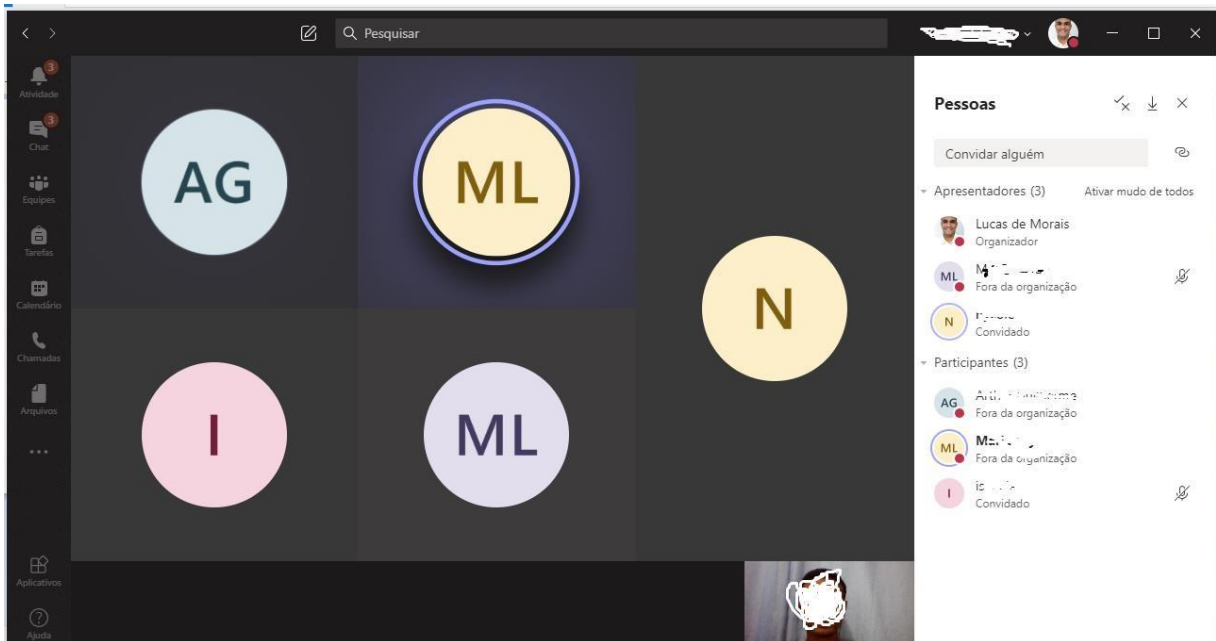 Pesquisar
3
Atividade
3
Chat
Equipes
Tarefas
Calendário
Chamadas
Arquivos
Aplicativos
Ajuda
AG
ML
N
I
ML
Pessoas
Convidar alguém
Apresentadores (3) Ativar mudo de todos
Lucas de Morais
Organizador
ML
Fora da organização
N
Convidado
Participantes (3)
AG
Fora da organização
ML
Fora da organização
I
Convidado